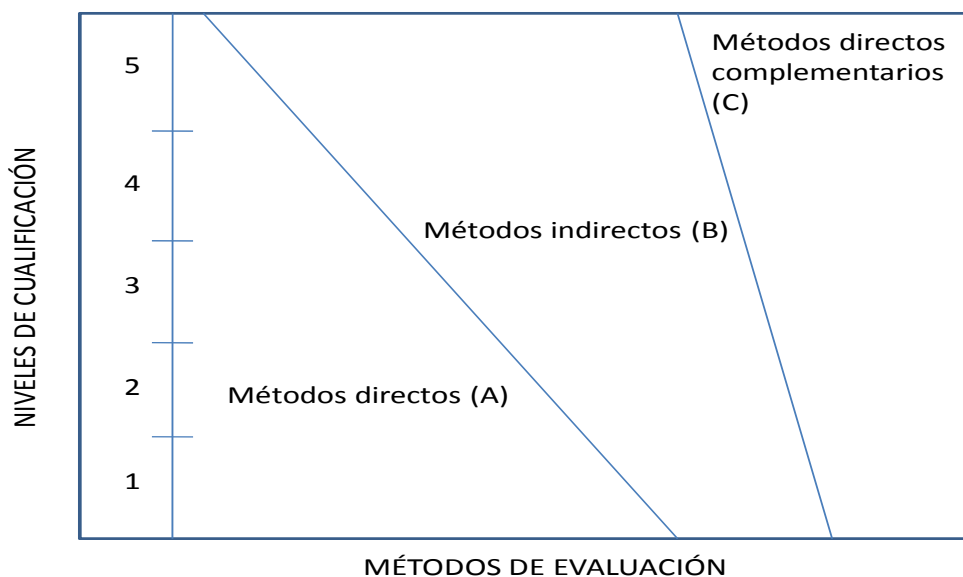 NIVELES DE CUALIFICACIÓN
5
4
3
2
1
Métodos directos
complementarios
(C)
Métodos indirectos (B)
Métodos directos (A)
MÉTODOS DE EVALUACIÓN